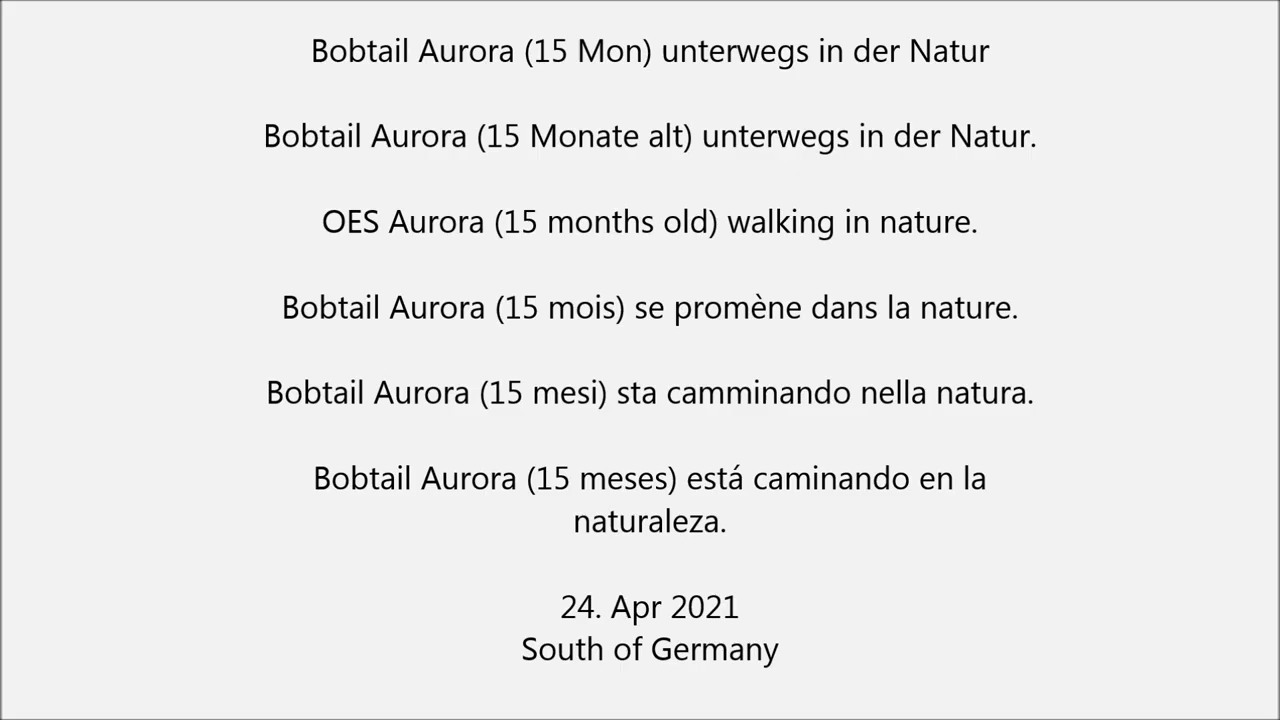 Bobtail Aurora (15 Mon) unterwegs in der Natur
Bobtail Aurora (15 Monate alt) unterwegs in der Natur.
OES Aurora (15 months old) walking in nature.
Bobtail Aurora (15 mois) se promène dans la nature.
Bobtail Aurora (15 mesi) sta camminando nella natura.
Bobtail Aurora (15 meses) está caminando en la
naturaleza.
24. Apr 2021
South of Germany